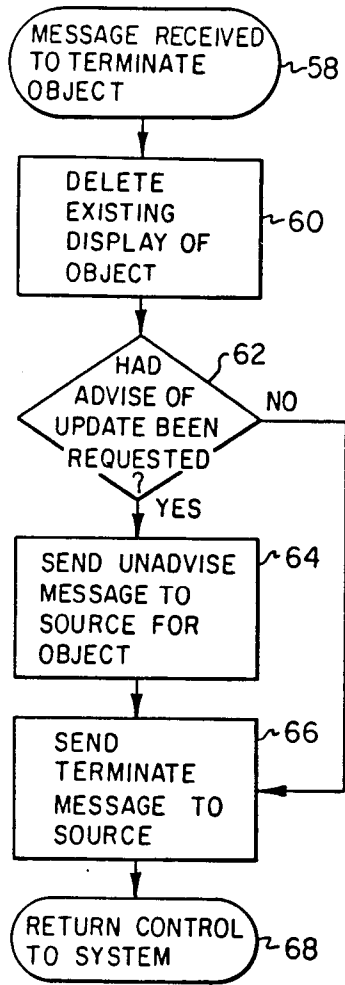 MESSAGE RECEIVED
TO TERMINATE
OBJECT
58
DELETE
EXISTING
DISPLAY OF
OBJECT
60
62
HAD
ADVISE OF
UPDATE BEEN
REQUESTED
?
NO
YES
SEND UNADVISE
MESSAGE TO
SOURCE FOR
OBJECT
64
SEND
TERMINATE
MESSAGE TO
SOURCE
66
RETURN CONTROL
TO SYSTEM
68